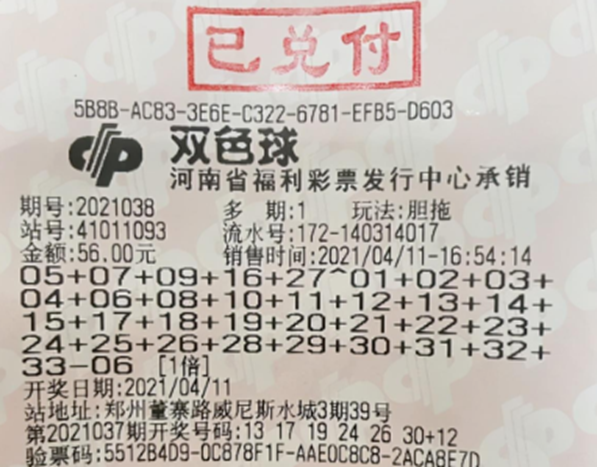 已兑付
5B8B-AC83-3E6E-C322-6781-EFB5-D603
双色球
河南省福利彩票发行中心承销
期号:2021038 多 期:1 玩法:胆拖
站号:41011093 流水号:172-140314017
金额:56.00元 销售时间:2021/04/11-16:54:14
05+07+09+16+27^01+02+03+
04+06+08+10+11+12+13+14+
15+17+18+19+20+21+22+23+
24+25+26+28+29+30+31+32+
33-06 [1倍]
开奖日期:2021/04/11
站地址:郑州董寨路威尼斯水城3期39号
第2021037期开奖号码:13 17 19 24 26 30+12
验票码:5512B4D9-0C878F1F-AAE0C8C8-2ACA8E7D